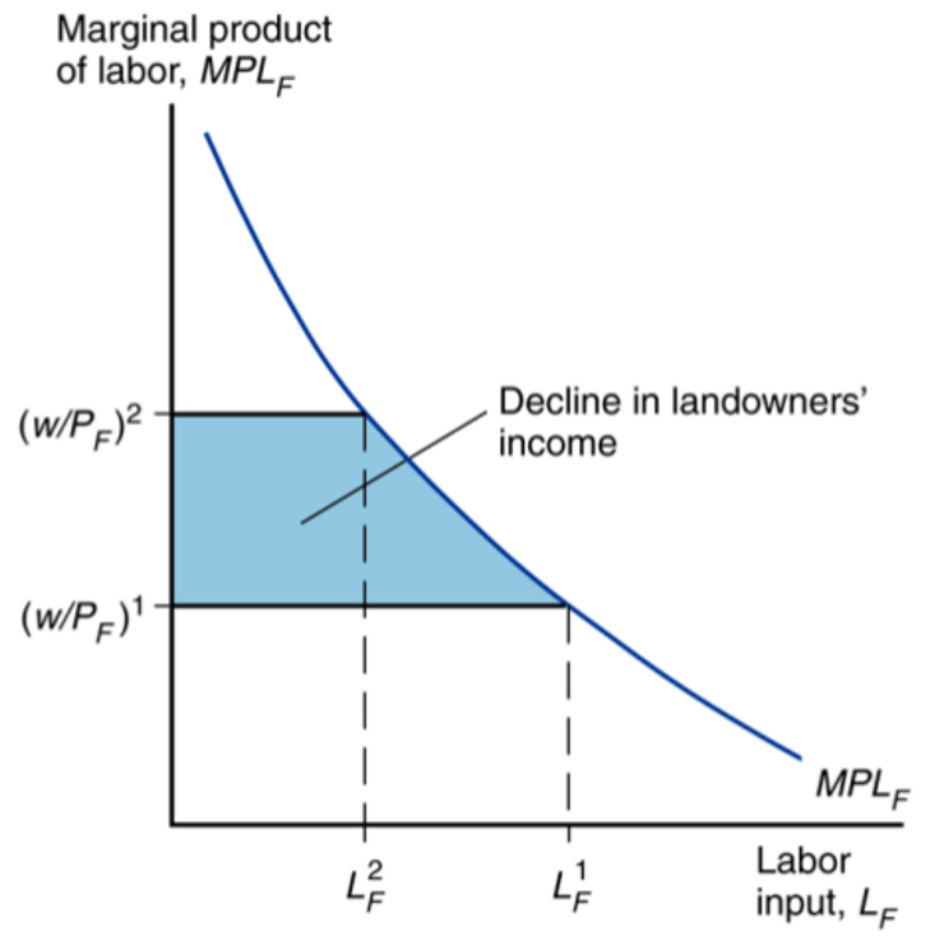 Marginal product
of labor, MPL_F
(w/P_F)^2
Decline in landowners’
income
(w/P_F)^1
MPL_F
L_F^2
L_F^1
Labor
input, L_F